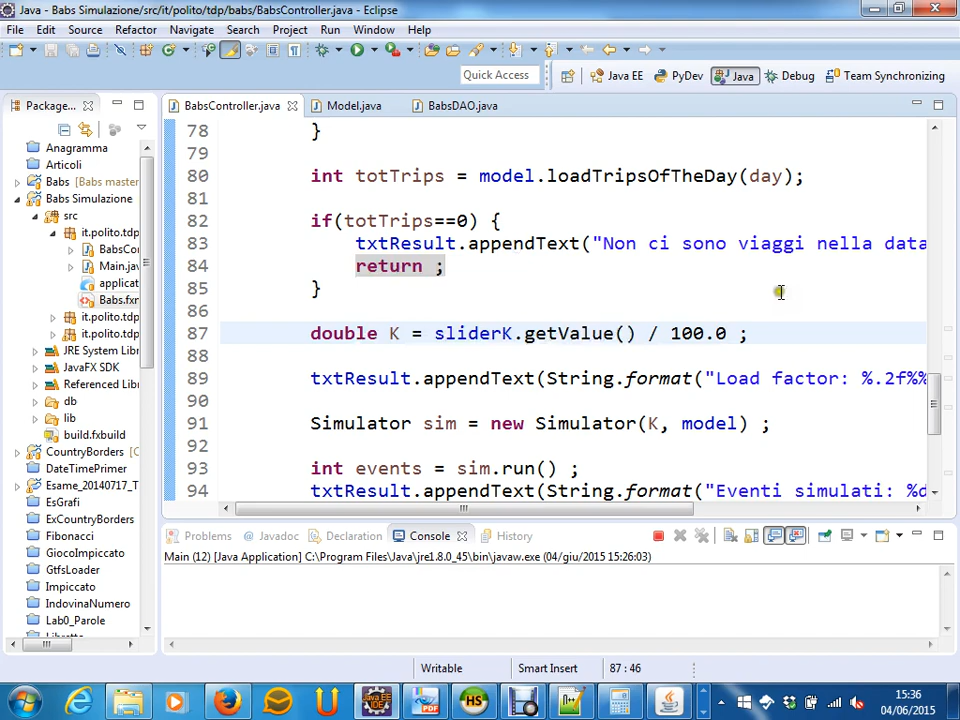 Java - Babs Simulazione/src/it/polito/tdp/babs/BabsController.java - Eclipse
File Edit Source Refactor Navigate Search Project Run Window Help
Quick Access
Java EE
PyDev
Java
Debug
Team Synchronizing
Package...
BabsController.java
Model.java
BabsDAO.java
Anagramma
Articoli
Babs [Babs master
Babs Simulazione
src
it.polito.tdp
BabsCo
Main.jav
applicat
Babs.fxm
it.polito.tdp.
it.polito.tdp.
JRE System Libr
JavaFX SDK
Referenced Libr
db
lib
build.fxbuild
CountryBorders [
DateTimePrimer
Esame_20140717_T
EsGrafi
ExCountryBorders
Fibonacci
GiocoImpiccato
GtfsLoader
Impiccato
IndovinaNumero
Lab0_Parole
78 }
79
80 int totTrips = model.loadTripsOfTheDay(day);
81
82 if(totTrips==0) {
83 txtResult.appendText("Non ci sono viaggi nella data
84 return ;
85 }
86
87 double K = sliderK.getValue() / 100.0 ;
88
89 txtResult.appendText(String.format("Load factor: %.2f%%
90
91 Simulator sim = new Simulator(K, model) ;
92
93 int events = sim.run() ;
94 txtResult.appendText(String.format("Eventi simulati: %d
Problems
Javadoc
Declaration
Console
History
Main (12) [Java Application] C:\Program Files\Java\jre1.8.0_45\bin\javaw.exe (04/giu/2015 15:26:03)
Writable
Smart Insert
87 : 46
15:36
04/06/2015